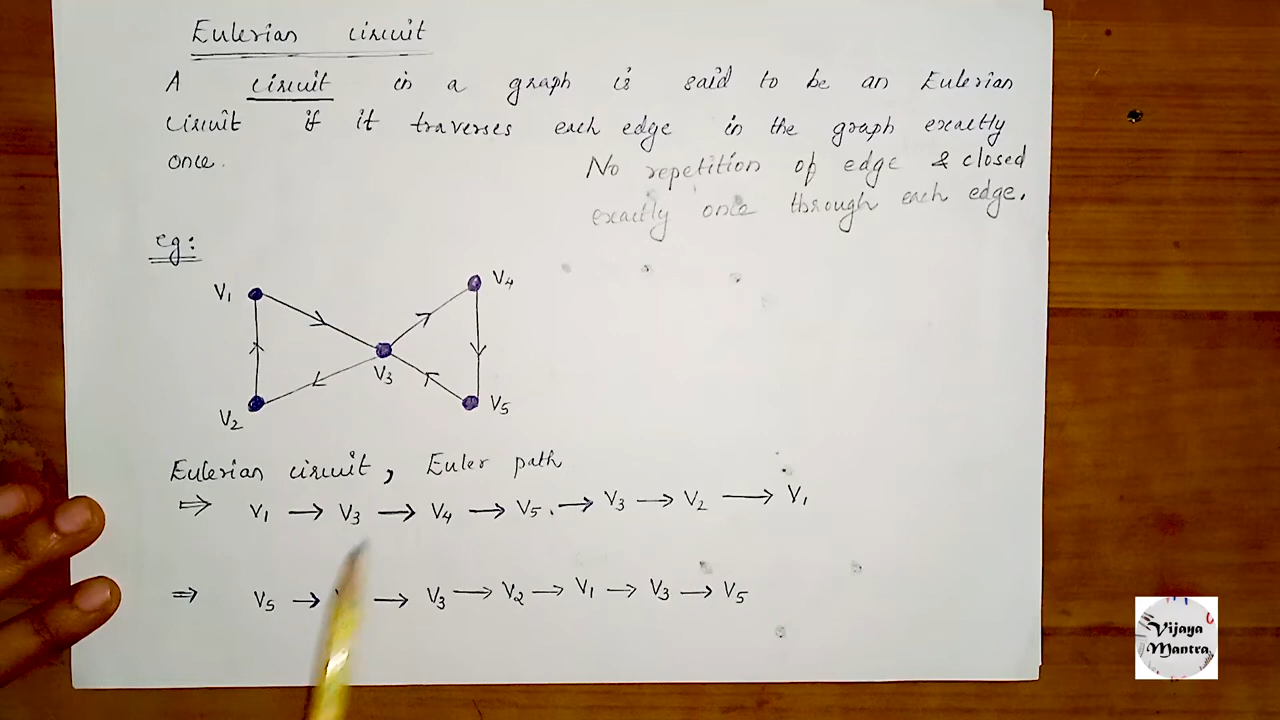 Eulerian circuit
A circuit in a graph is said to be an Eulerian
circuit if it traverses each edge in the graph exactly
once.
No repetition of edge & closed
exactly once through each edge.
eg:
V1
V4
V3
V2
V5
Eulerian circuit, Euler path
⇒ V1 → V3 → V4 → V5 . → V3 → V2 → V1
⇒ V5 → → V3 → V2 → V1 → V3 → V5
Vijaya
Mantra